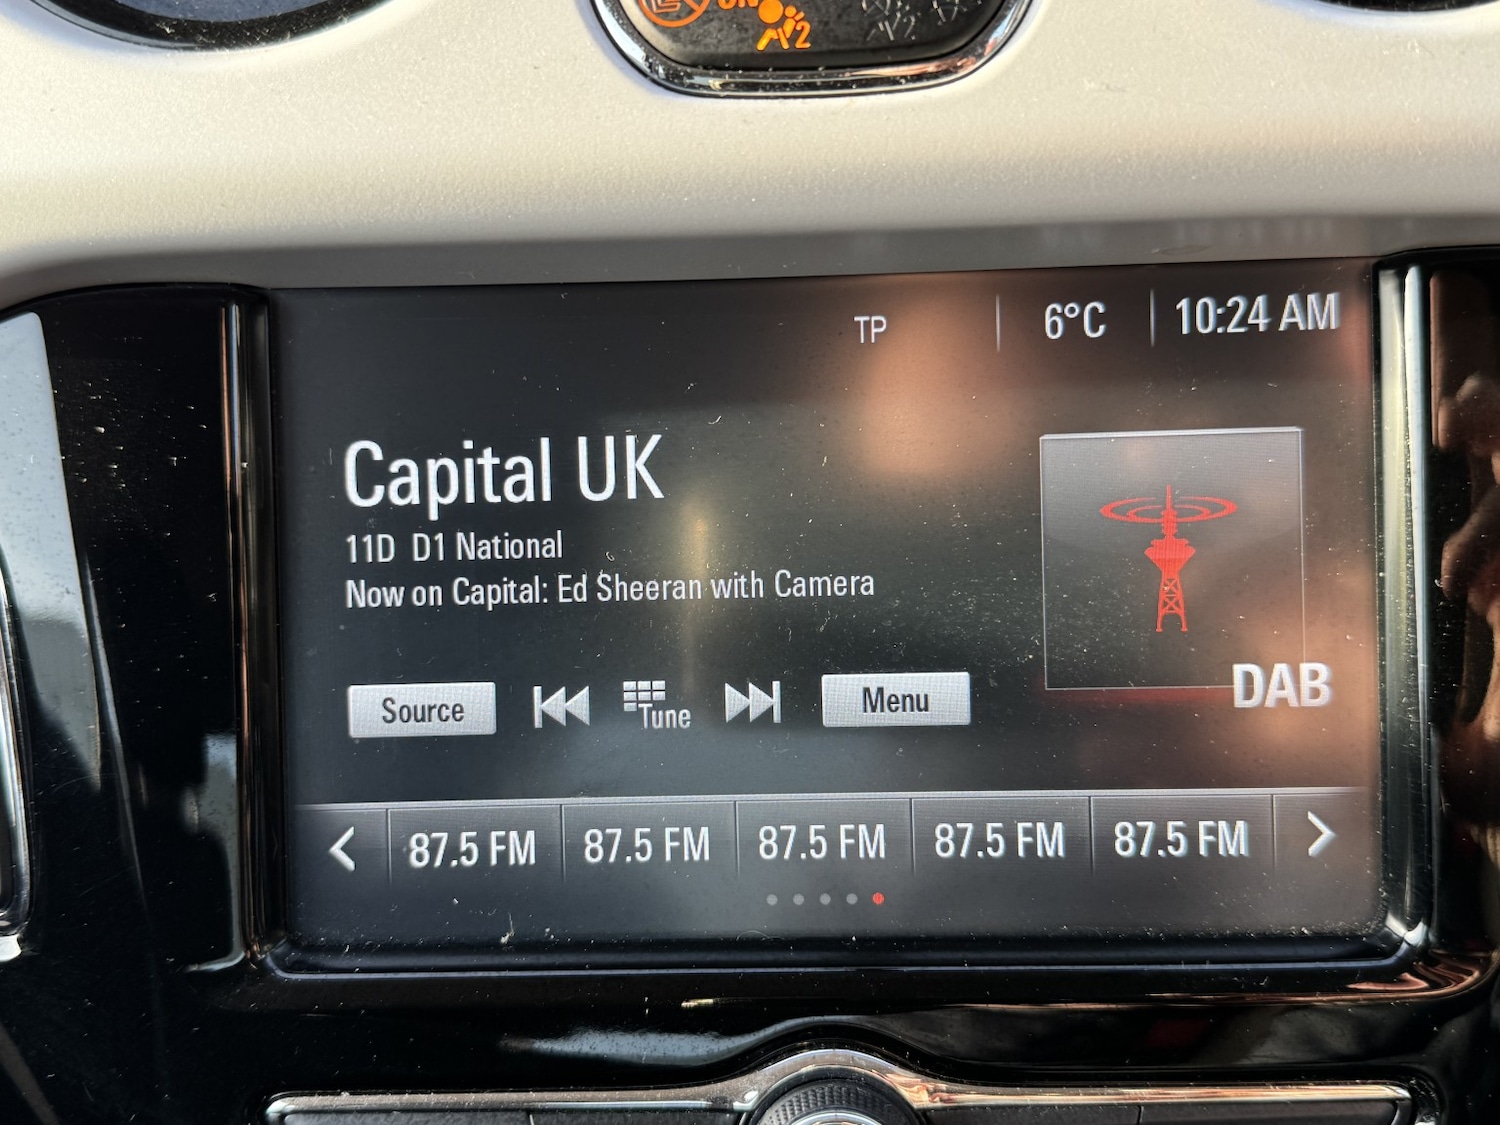 2
TP
6°C
10:24 AM
Capital UK
11D D1 National
Now on Capital: Ed Sheeran with Camera
DAB
Source
Tune
Menu
87.5 FM
87.5 FM
87.5 FM
87.5 FM
87.5 FM